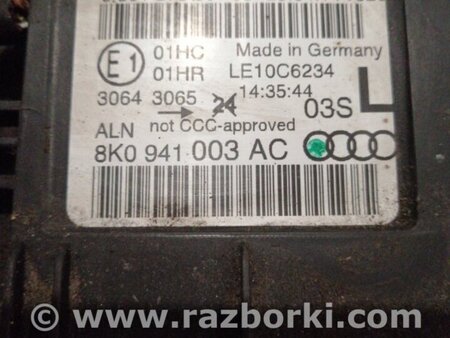 E1 01HC Made in Germany
01HR LE10C6234
3064 3065 24 14:35:44
03S L
ALN not CCC-approved
8K0 941 003 AC
© www.razborki.com